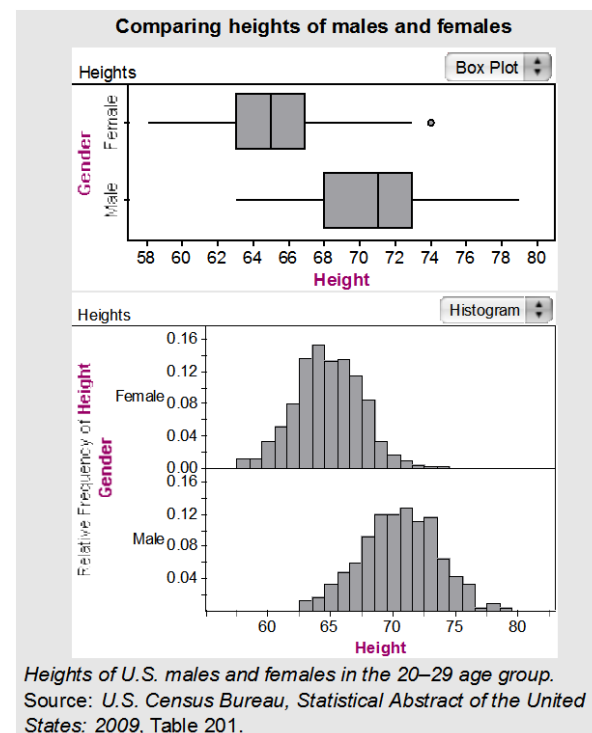 Comparing heights of males and females
Heights
Box Plot
Gender
Female
Male
58 60 62 64 66 68 70 72 74 76 78 80
Height
Heights
Histogram
Relative Frequency of Height
Gender
Female
0.16
0.12
0.08
0.04
0.00
Male
0.16
0.12
0.08
0.04
60 65 70 75 80
Height
Heights of U.S. males and females in the 20–29 age group.
Source: U.S. Census Bureau, Statistical Abstract of the United
States: 2009, Table 201.